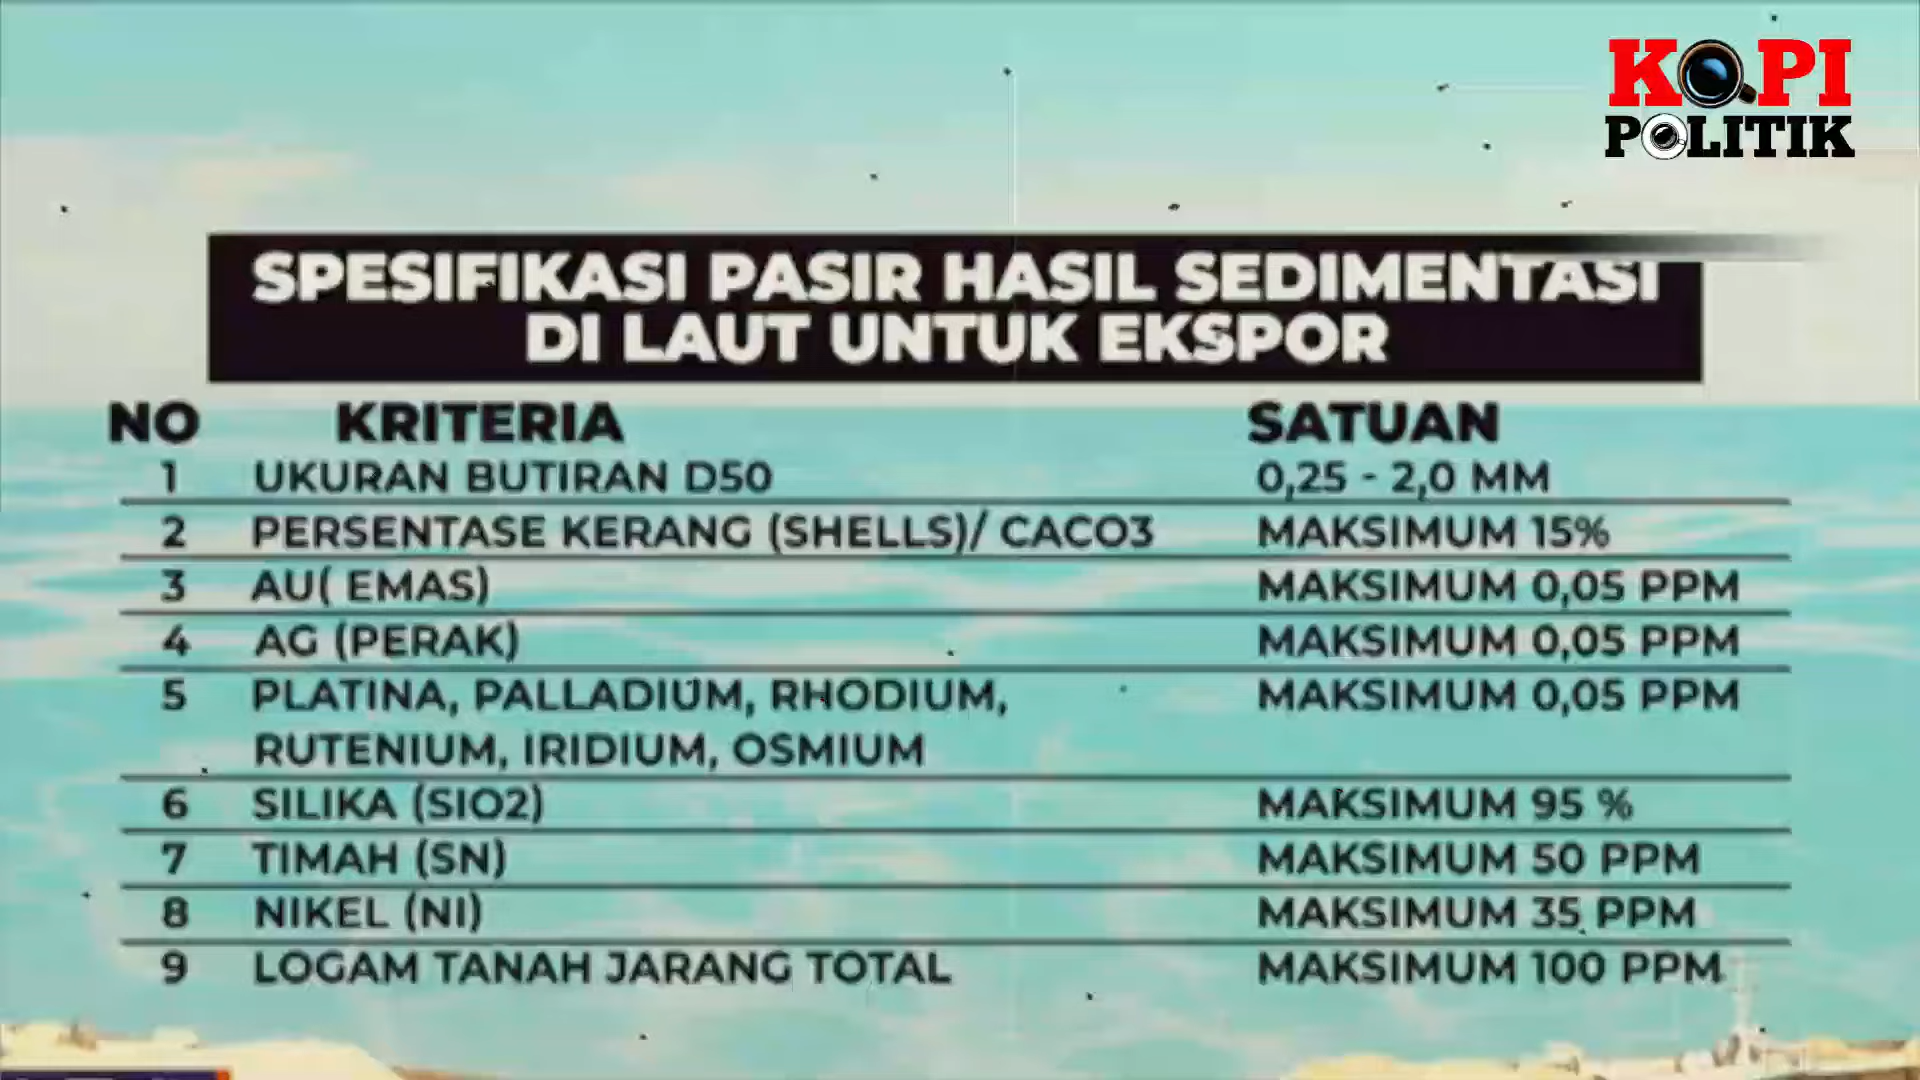 KOPI
POLITIK
SPESIFIKASI PASIR HASIL SEDIMENTASI
DI LAUT UNTUK EKSPOR
NO KRITERIA SATUAN
1 UKURAN BUTIRAN D50 0,25 - 2,0 MM
2 PERSENTASE KERANG (SHELLS)/ CACO3 MAKSIMUM 15%
3 AU( EMAS) MAKSIMUM 0,05 PPM
4 AG (PERAK) MAKSIMUM 0,05 PPM
5 PLATINA, PALLADIUM, RHODIUM, MAKSIMUM 0,05 PPM
RUTENIUM, IRIDIUM, OSMIUM
6 SILIKA (SIO2) MAKSIMUM 95 %
7 TIMAH (SN) MAKSIMUM 50 PPM
8 NIKEL (NI) MAKSIMUM 35 PPM
9 LOGAM TANAH JARANG TOTAL MAKSIMUM 100 PPM